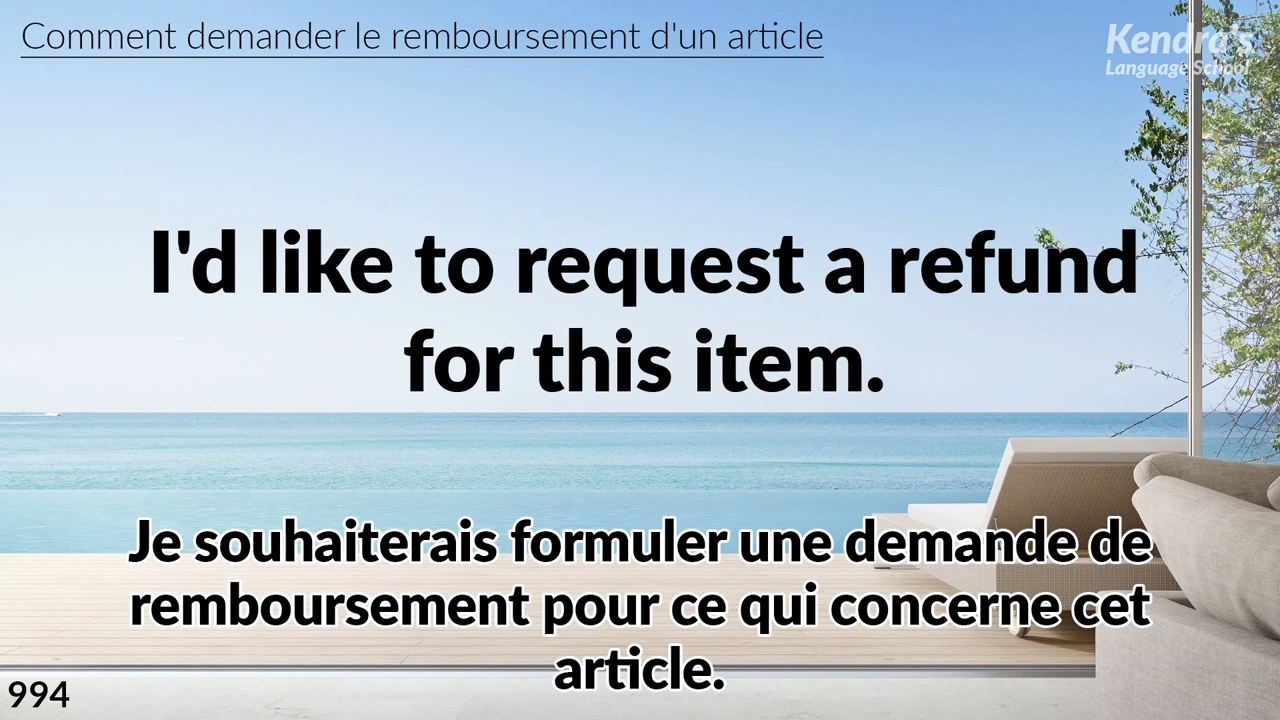 Comment demander le remboursement d'un article
Kendra's
Language School
I'd like to request a refund
for this item.
Je souhaiterais formuler une demande de
remboursement pour ce qui concerne cet
article.
994